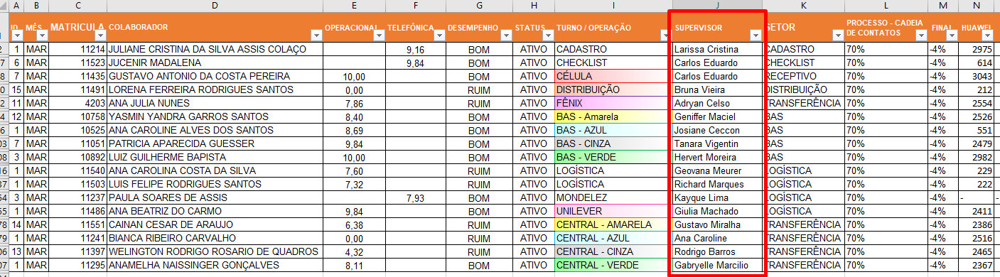 A B C D E F G H I J K L M N
ID MÊS MATRICULA COLABORADOR OPERACIONAL TELEFÔNICA DESEMPENHO STATUS TURNO / OPERAÇÃO SUPERVISOR SETOR PROCESSO - CADEIA DE CONTATOS FINAL HUAWEI
1 MAR 11214 JULIANE CRISTINA DA SILVA ASSIS COLAÇO 9,16 BOM ATIVO CADASTRO Larissa Cristina CADASTRO 70% -4% 2975
6 MAR 11523 JUCENIR MADALENA 9,84 BOM ATIVO CHECKLIST Carlos Eduardo CHECKLIST 70% -4% 614
7 MAR 11435 GUSTAVO ANTONIO DA COSTA PEREIRA 10,00 BOM ATIVO CÉLULA Carlos Eduardo RECEPTIVO 70% -4% 3043
15 MAR 11491 LORENA FERREIRA RODRIGUES SANTOS 0,00 RUIM ATIVO DISTRIBUIÇÃO Bruna Vieira DISTRIBUIÇÃO 70% -4% 212
11 MAR 4203 ANA JULIA NUNES 7,86 RUIM ATIVO FÊNIX Adryan Celso TRANSFERÊNCIA 70% -4% 2554
12 MAR 10758 YASMIN YANDRA GARROS SANTOS 8,40 BOM ATIVO BAS - Amarela Geniffer Maciel BAS 70% -4% 2526
1 MAR 10525 ANA CAROLINE ALVES DOS SANTOS 8,69 BOM ATIVO BAS - AZUL Josiane Ceccon BAS 70% -4% 551
7 MAR 11051 PATRICIA APARECIDA GUESSER 9,84 BOM ATIVO BAS - CINZA Tanara Vigentin BAS 70% -4% 2479
3 MAR 10892 LUIZ GUILHERME BAPISTA 10,00 BOM ATIVO BAS - VERDE Hervert Moreira BAS 70% -4% 2982
1 MAR 11540 ANA CAROLINA COSTA DA SILVA 7,60 RUIM ATIVO LOGÍSTICA Geovana Meurer LOGÍSTICA 70% -4% 229
1 MAR 11503 LUIS FELIPE RODRIGUES SANTOS 7,32 RUIM ATIVO LOGÍSTICA Richard Marques LOGÍSTICA 70% -4% 222
3 MAR 11237 PAULA SOARES DE ASSIS 7,93 BOM ATIVO MONDELEZ Kayque Lima LOGÍSTICA 70% -4% - -
1 MAR 11486 ANA BEATRIZ DO CARMO 9,84 BOM ATIVO UNILEVER Giulia Machado LOGÍSTICA 70% -4% 2411
14 MAR 11551 CAINAN CESAR DE ARAUJO 6,38 RUIM ATIVO CENTRAL - AMARELA Gustavo Miralha TRANSFERÊNCIA 70% -4% 2386
1 MAR 11241 BIANCA RIBEIRO CARVALHO 0,00 RUIM ATIVO CENTRAL - AZUL Ana Caroline TRANSFERÊNCIA 70% -4% 2516
13 MAR 11397 WELINGTON RODRIGO ROSARIO DE QUADROS 4,32 RUIM ATIVO CENTRAL - CINZA Rodrigo Barros TRANSFERÊNCIA 70% -4% 2465
1 MAR 11295 ANAMELHA NAISSINGER GONÇALVES 8,11 BOM ATIVO CENTRAL - VERDE Gabryelle Marcilio TRANSFERÊNCIA 70% -4% 2367